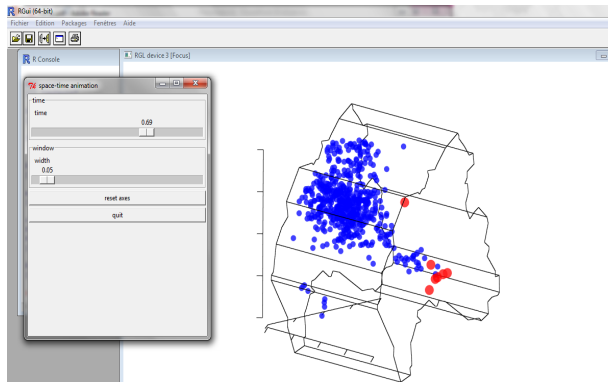 RGui (64-bit)
Fichier Edition Packages Fenêtres Aide
R Console
RGL device 3 [Focus]
space-time animation
time
time
0.69
window
width
0.05
reset axes
quit